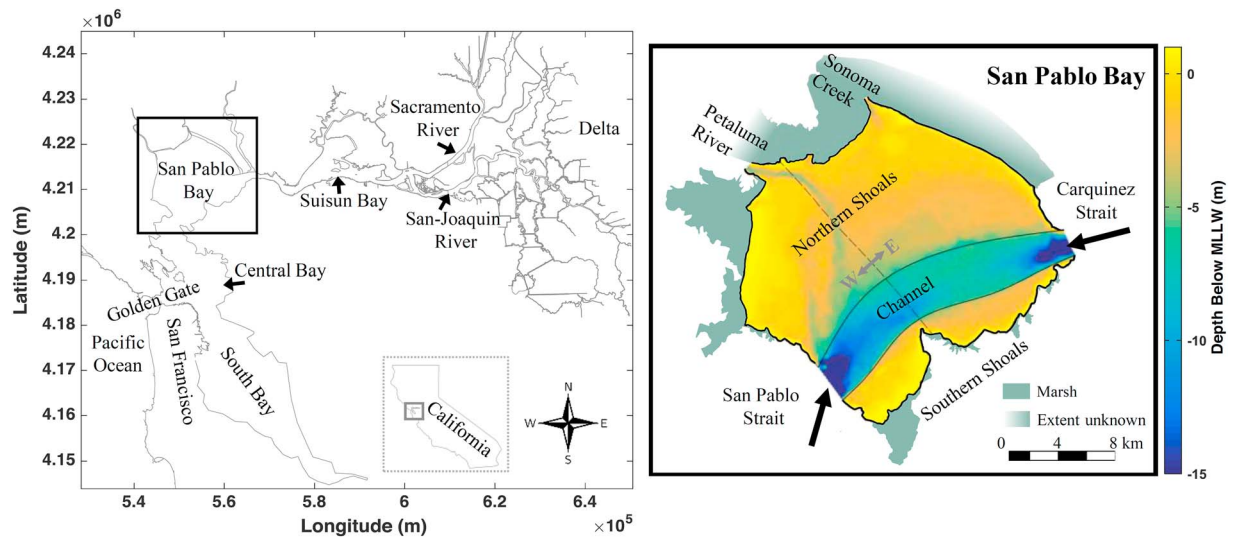 ×10⁶
4.24
4.23
4.22
4.21
4.2
4.19
4.18
4.17
4.16
4.15
Latitude (m)
5.4
5.6
5.8
6
6.2
6.4
×10⁵
Longitude (m)
San Pablo
Bay
Sacramento
River
Delta
Suisun Bay
San-Joaquin
River
Central Bay
Golden Gate
Pacific
Ocean
San Francisco
South Bay
California
N
W
E
S
San Pablo Bay
Sonoma
Creek
Petaluma
River
Carquinez
Strait
Northern Shoals
W
E
Channel
San Pablo
Strait
Southern Shoals
Marsh
Extent unknown
0
4
8 km
0
-5
-10
-15
Depth Below MLLW (m)